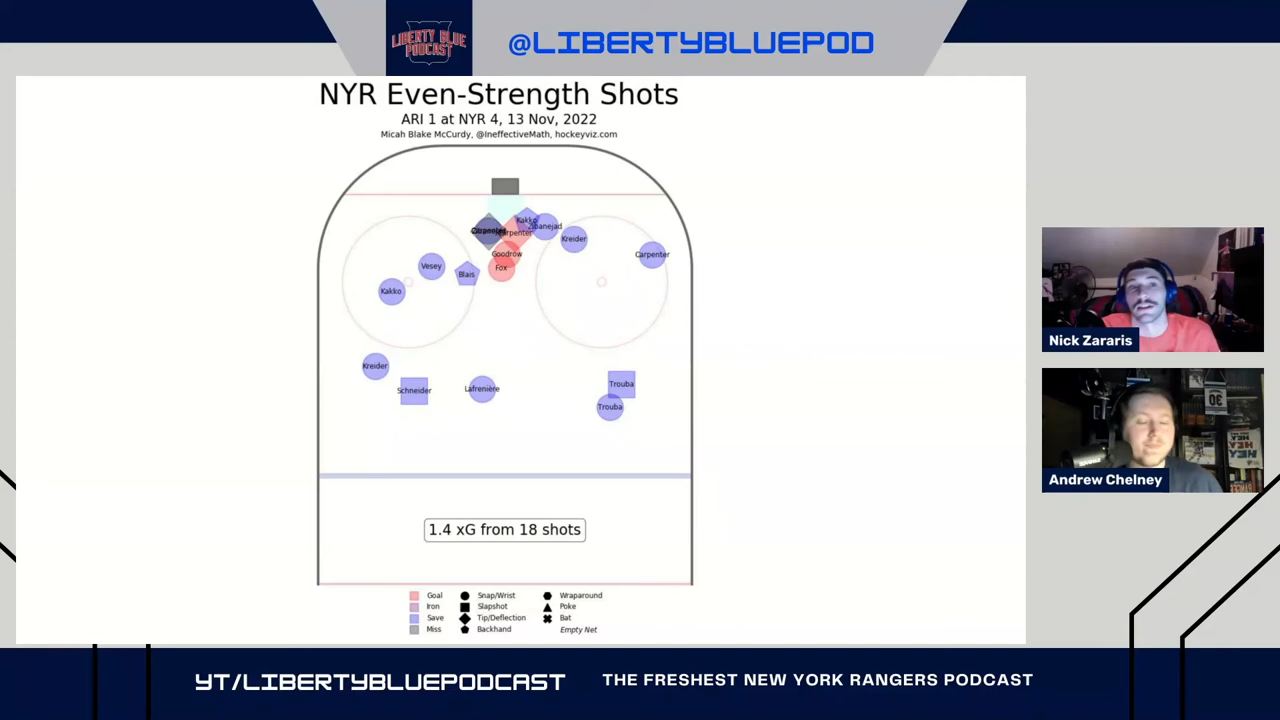 LIBERTY BLUE
PODCAST
@LIBERTYBLUEPOD
NYR Even-Strength Shots
ARI 1 at NYR 4, 13 Nov, 2022
Micah Blake McCurdy, @IneffectiveMath, hockeyviz.com
Kakko
Zibanejad
Carpenter
Kreider
Goodrow
Carpenter
Vesey
Fox
Blais
Kakko
Kreider
Schneider
Lafrenière
Trouba
Trouba
1.4 xG from 18 shots
Goal Snap/Wrist Wraparound
Iron Slapshot Poke
Save Tip/Deflection Bat
Miss Backhand Empty Net
Nick Zararis
30
HEY
HEY
Andrew Chelney
YT/LIBERTYBLUEPODCAST
THE FRESHEST NEW YORK RANGERS PODCAST